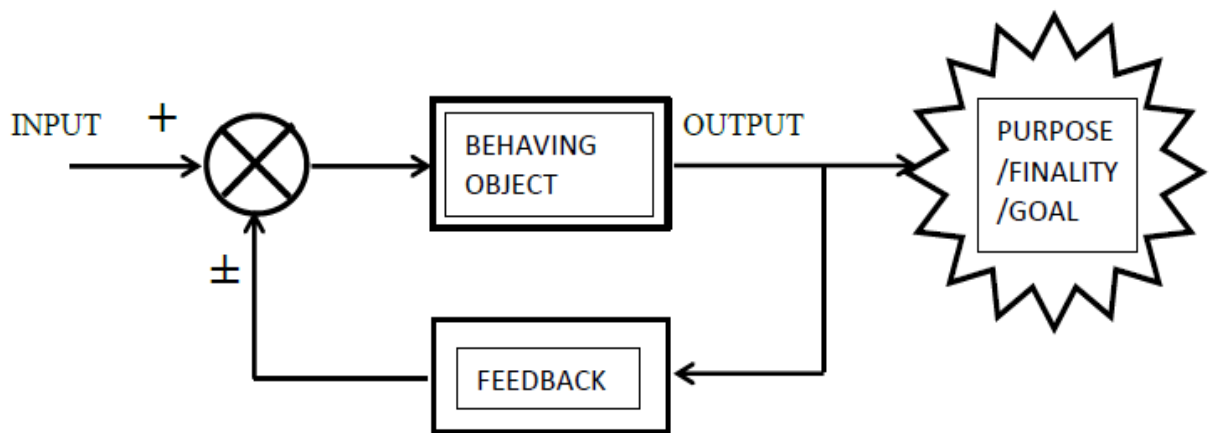 INPUT
+
BEHAVING
OBJECT
OUTPUT
PURPOSE
/FINALITY
/GOAL
±
FEEDBACK